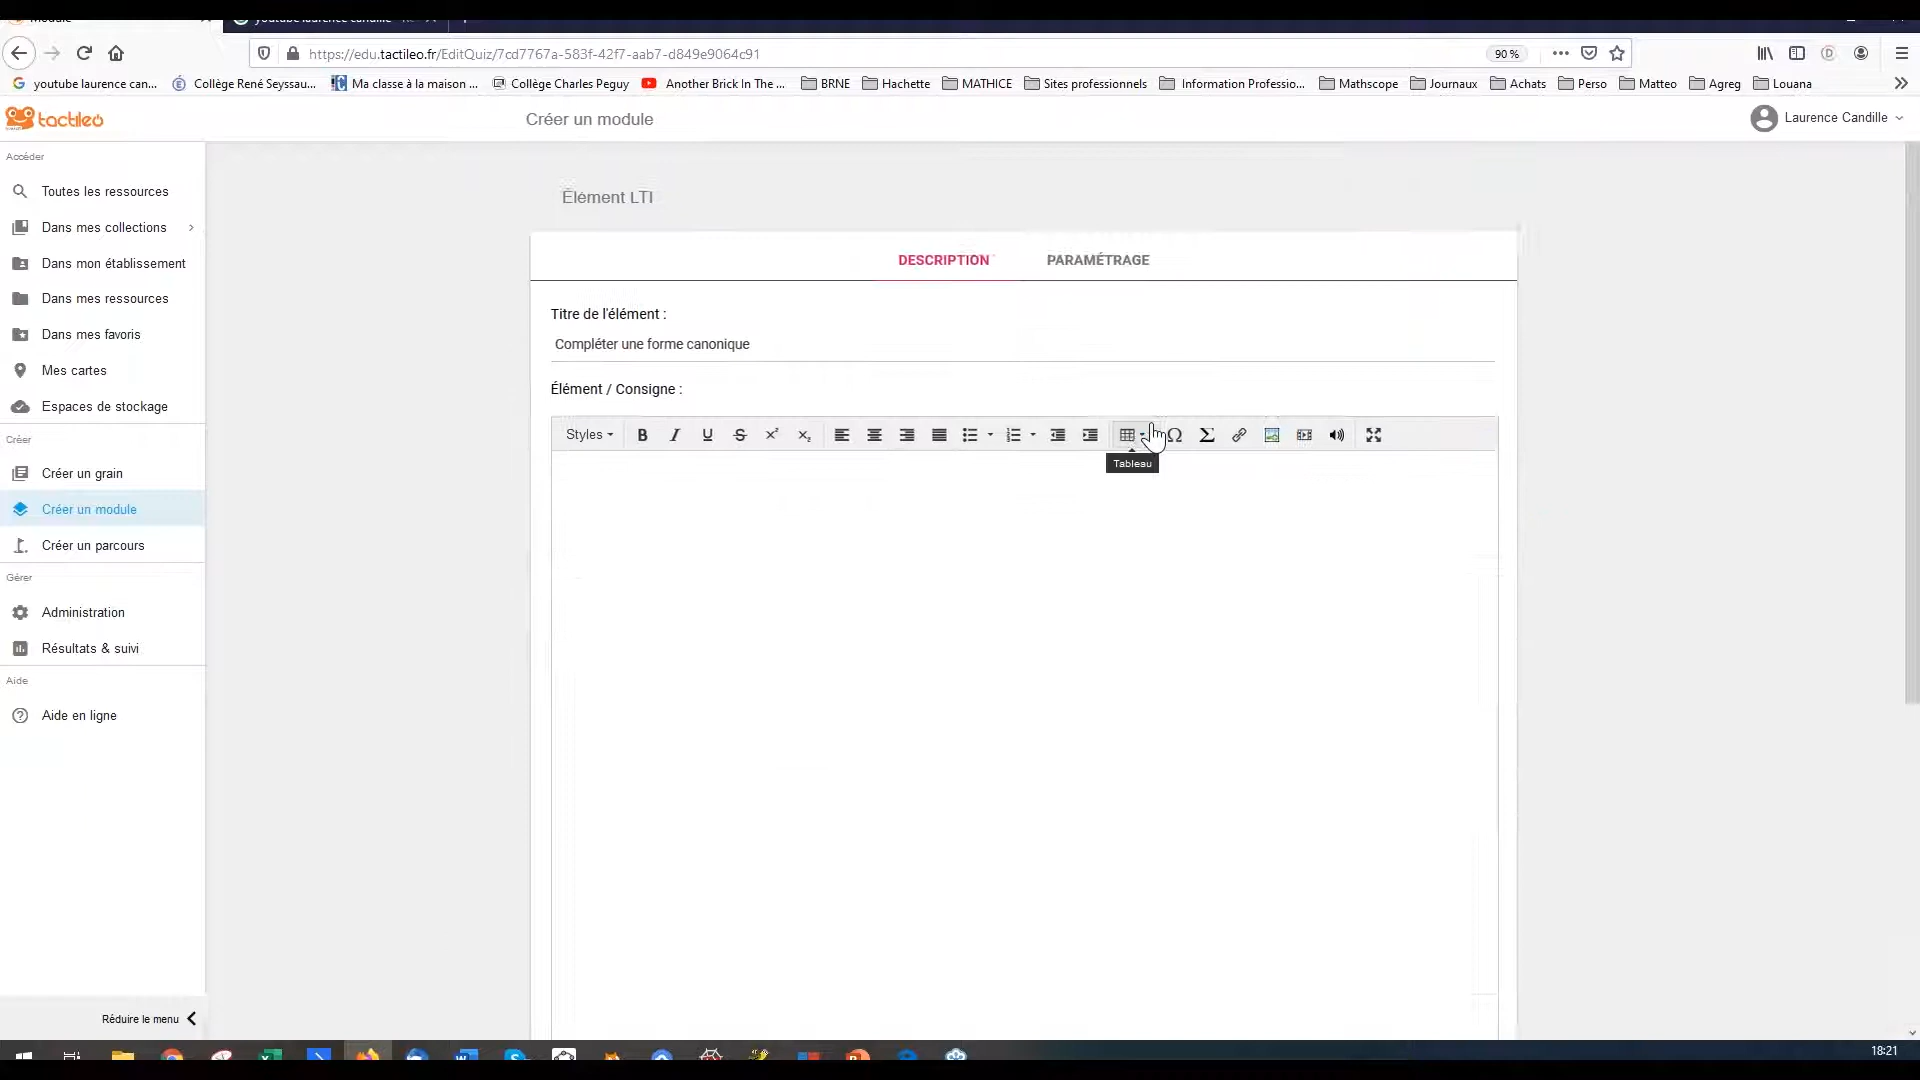 Module
youtube laurence candille
https://edu.tactileo.fr/EditQuiz/7cd7767a-583f-42f7-aab7-d849e9064c91
90 %
youtube laurence can...
Collège René Seyssau...
Ma classe à la maison ...
Collège Charles Peguy
Another Brick In The ...
BRNE
Hachette
MATHICE
Sites professionnels
Information Professio...
Mathscope
Journaux
Achats
Perso
Matteo
Agreg
Louana
tactileo
Créer un module
Laurence Candille
Accéder
Toutes les ressources
Dans mes collections
Dans mon établissement
Dans mes ressources
Dans mes favoris
Mes cartes
Espaces de stockage
Créer
Créer un grain
Créer un module
Créer un parcours
Gérer
Administration
Résultats & suivi
Aide
Aide en ligne
Réduire le menu
Élément LTI
DESCRIPTION
PARAMÉTRAGE
Titre de l'élément :
Compléter une forme canonique
Élément / Consigne :
Styles
Tableau
18:21